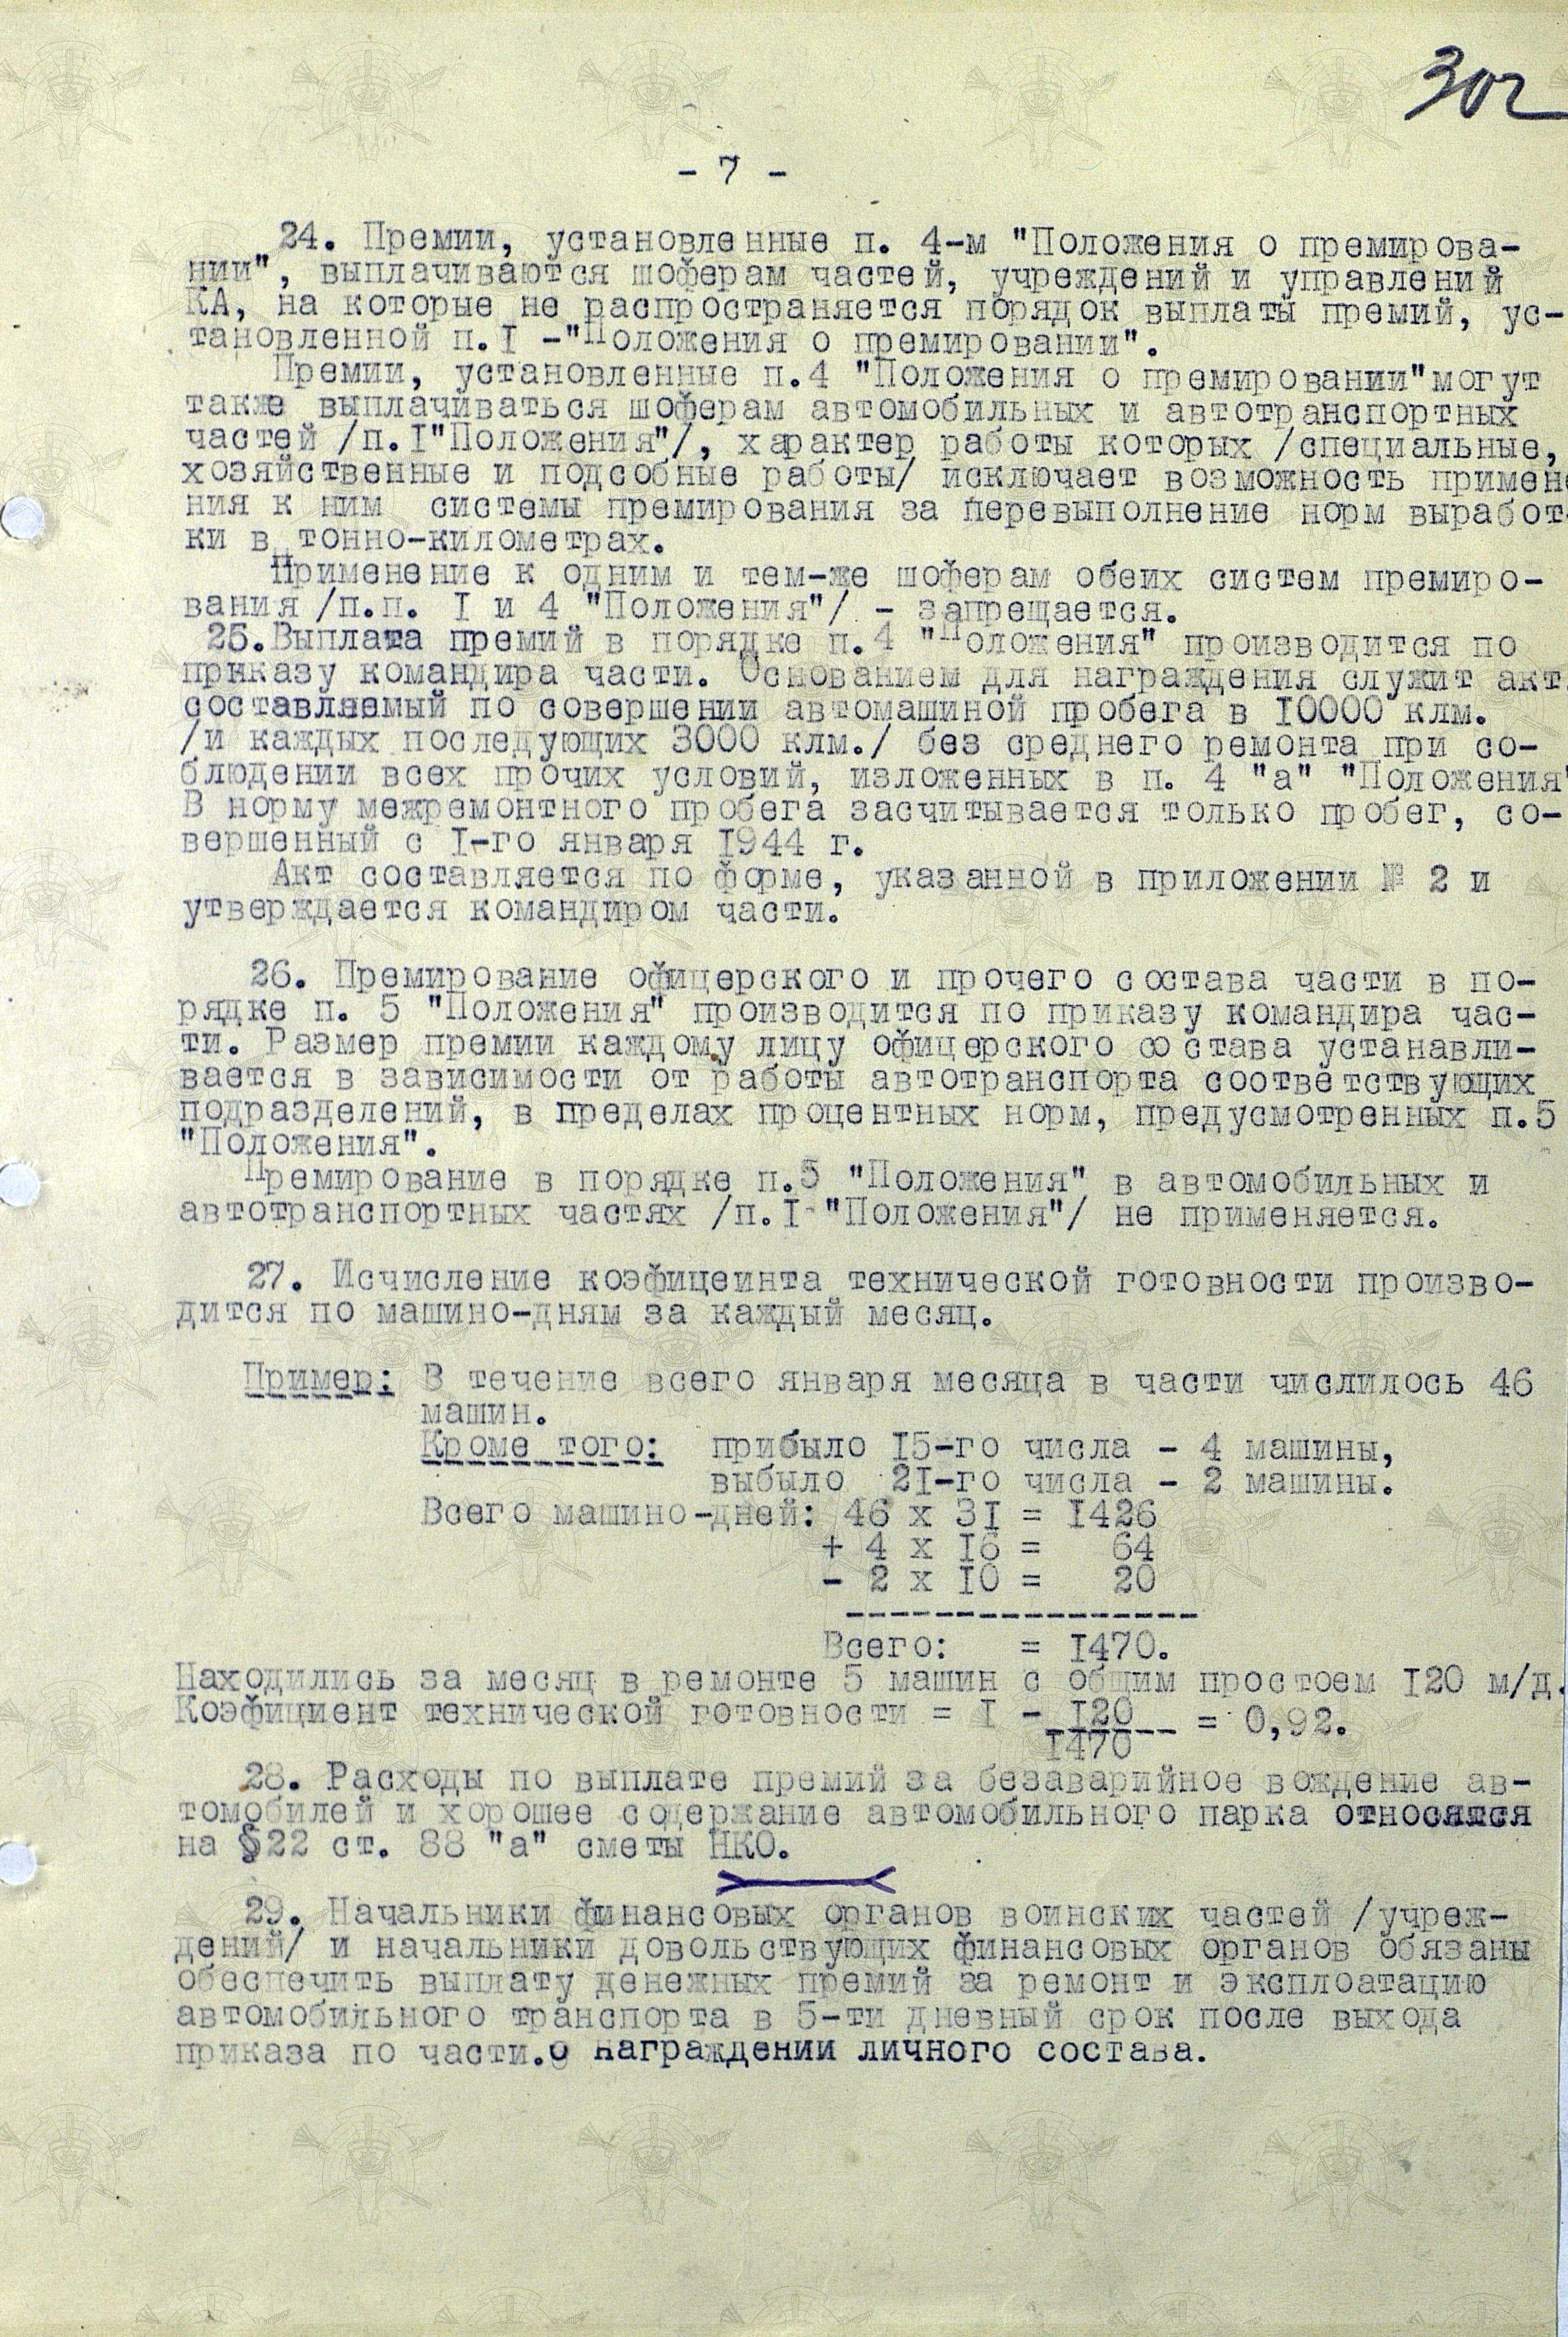 302
- 7 -
24. Премии, установленные п. 4-м "Положения о премирова-
нии", выплачиваются шоферам частей, учреждений и управлений
КА, на которые не распространяется порядок выплаты премий, ус-
тановленной п.I -"Положения о премировании".
Премии, установленные п.4 "Положения о премировании"могут
также выплачиваться шоферам автомобильных и автотранспортных
частей /п.I"Положения"/, характер работы которых /специальные,
хозяйственные и подсобные работы/ исключает возможность примене
ния к ним системы премирования за перевыполнение норм выработ-
ки в тонно-километрах.
Применение к одним и тем-же шоферам обеих систем премиро-
вания /п.п. I и 4 "Положения"/ - запрещается.
25.Выплата премий в порядке п.4 "Положения" производится по
приказу командира части. Основанием для награждения служит акт
составляемый по совершении автомашиной пробега в I0000 клм.
/и каждых последующих 3000 клм./ без среднего ремонта при со-
блюдении всех прочих условий, изложенных в п. 4 "а" "Положения"
В норму межремонтного пробега засчитывается только пробег, со-
вершенный с I-го января I944 г.
Акт составляется по форме, указанной в приложении № 2 и
утверждается командиром части.
26. Премирование офицерского и прочего состава части в по-
рядке п. 5 "Положения" производится по приказу командира час-
ти. Размер премии каждому лицу офицерского состава устанавли-
вается в зависимости от работы автотранспорта соответствующих
подразделений, в пределах процентных норм, предусмотренных п.5
"Положения".
Премирование в порядке п.5 "Положения" в автомобильных и
автотранспортных частях /п.I "Положения"/ не применяется.
27. Исчисление коэфицеинта технической готовности произво-
дится по машино-дням за каждый месяц.
Пример: В течение всего января месяца в части числилось 46
машин.
Кроме того: прибыло I5-го числа - 4 машины,
выбыло 2I-го числа - 2 машины.
Всего машино-дней: 46 х 3I = I426
+ 4 х I6 = 64
- 2 х I0 = 20
-----------------
Всего: = I470.
Находились за месяц в ремонте 5 машин с общим простоем I20 м/д.
Коэфициент технической готовности = I - I20 = 0,92.
I470
28. Расходы по выплате премий за безаварийное вождение ав-
томобилей и хорошее содержание автомобильного парка относятся
на §22 ст. 88 "а" сметы НКО.
29. Начальники финансовых органов воинских частей /учреж-
дений/ и начальники довольствующих финансовых органов обязаны
обеспечить выплату денежных премий за ремонт и эксплоатацию
автомобильного транспорта в 5-ти дневный срок после выхода
приказа по части.о награждении личного состава.